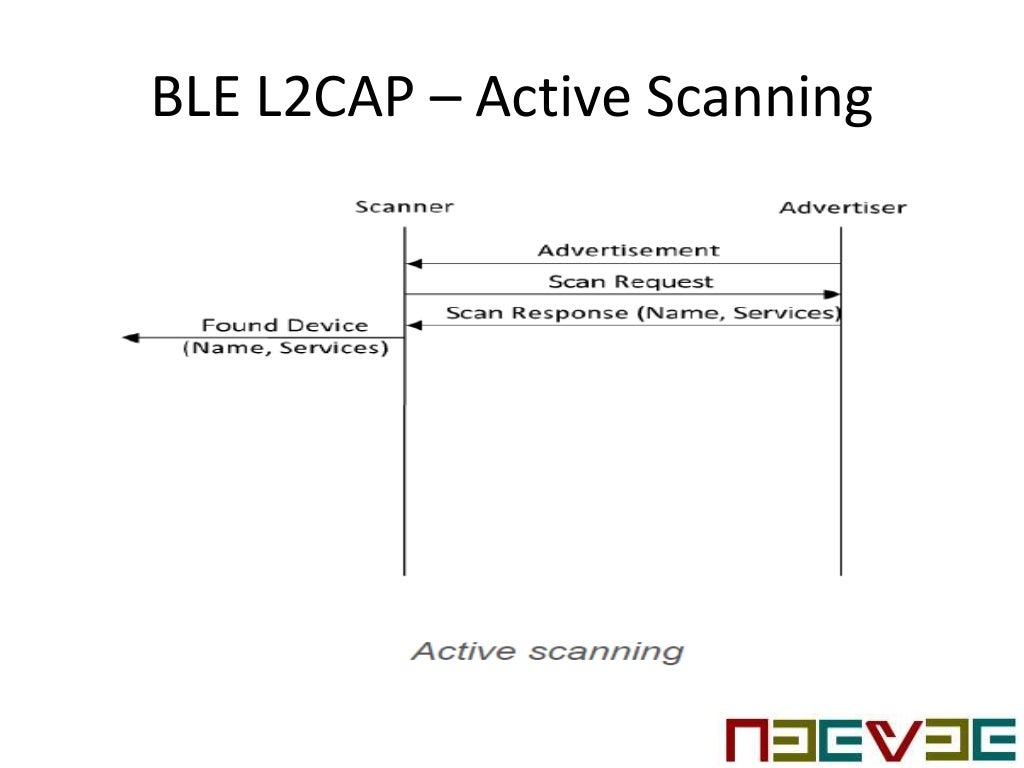 BLE L2CAP – Active Scanning
Scanner
Advertiser
Advertisement
Scan Request
Scan Response (Name, Services)
Found Device
(Name, Services)
Active scanning